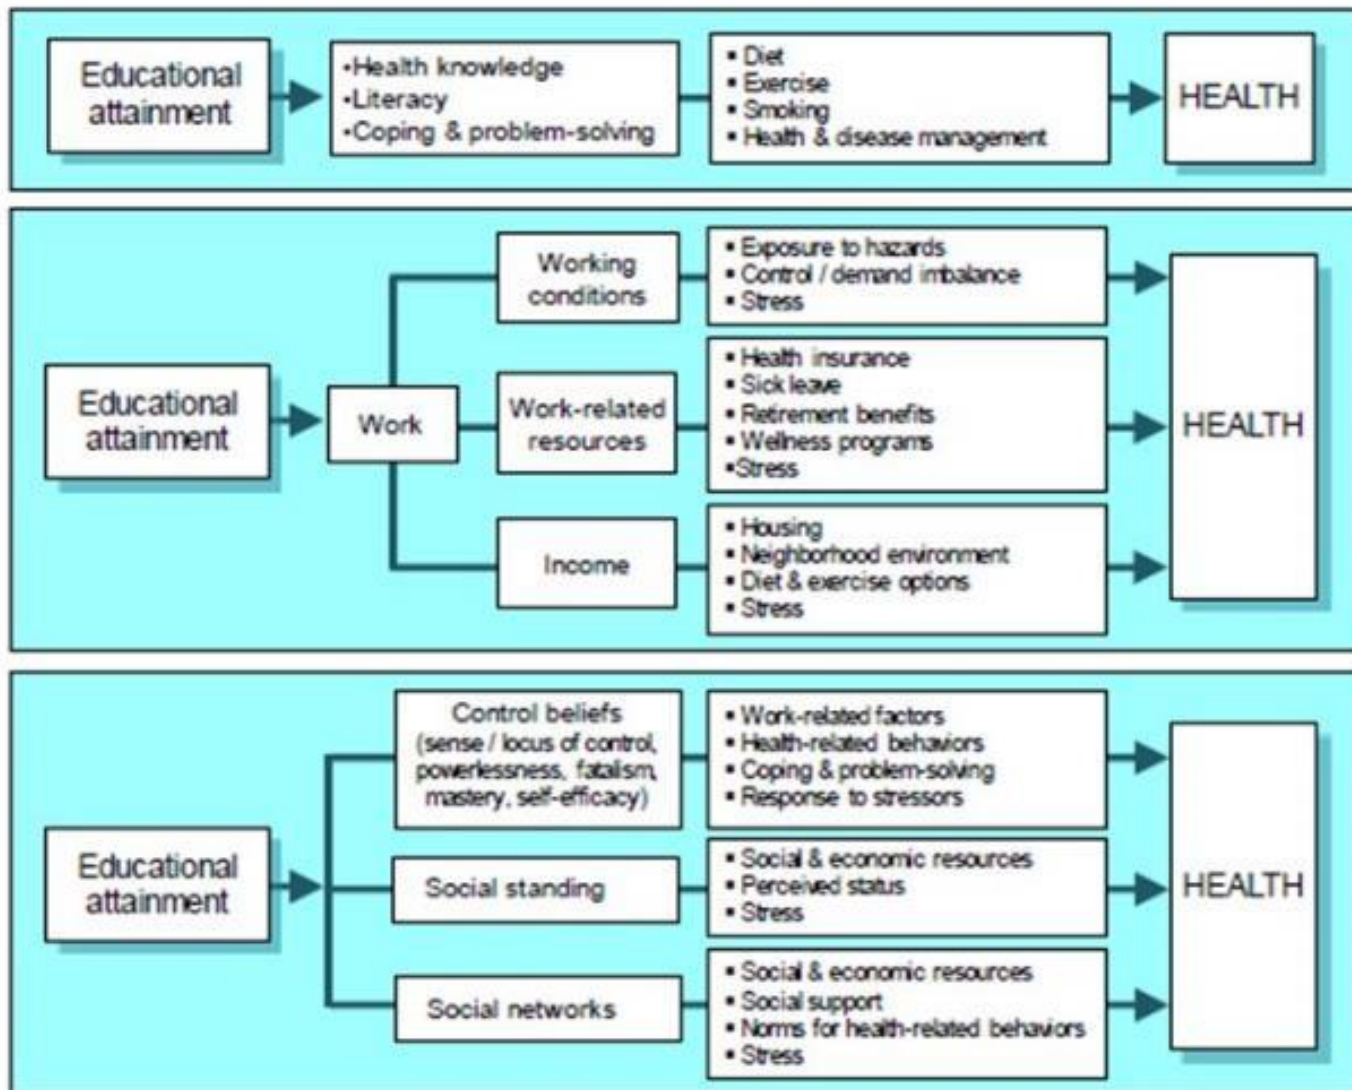 Educational
attainment
•Health knowledge
•Literacy
•Coping & problem-solving
▪ Diet
▪ Exercise
▪ Smoking
▪ Health & disease management
HEALTH
Educational
attainment
Work
Working
conditions
▪ Exposure to hazards
▪ Control / demand imbalance
▪ Stress
Work-related
resources
▪ Health insurance
▪ Sick leave
▪ Retirement benefits
▪ Wellness programs
▪Stress
Income
▪ Housing
▪ Neighborhood environment
▪ Diet & exercise options
▪ Stress
HEALTH
Educational
attainment
Control beliefs
(sense / locus of control,
powerlessness, fatalism,
mastery, self-efficacy)
▪ Work-related factors
▪ Health-related behaviors
▪ Coping & problem-solving
▪ Response to stressors
Social standing
▪ Social & economic resources
▪ Perceived status
▪ Stress
Social networks
▪ Social & economic resources
▪ Social support
▪ Norms for health-related behaviors
▪ Stress
HEALTH